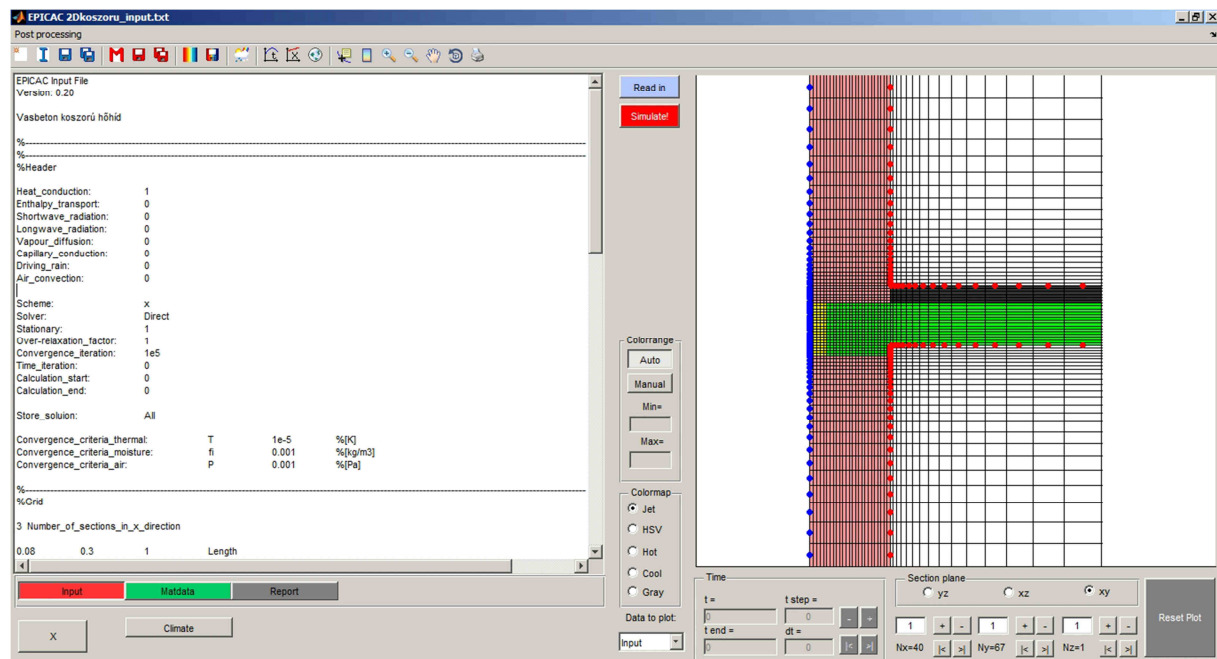 EPICAC 2Dkoszoru_input.txt
Post processing
EPICAC Input File
Version: 0.20
Vasbeton koszorú hőhíd
%--------------------------------------------------
%--------------------------------------------------
%Header
Heat_conduction: 1
Enthalpy_transport: 0
Shortwave_radiation: 0
Longwave_radiation: 0
Vapour_diffusion: 0
Capillary_conduction: 0
Driving_rain: 0
Air_convection: 0
Scheme: x
Solver: Direct
Stationary: 1
Over-relaxation_factor: 1
Convergence_iteration: 1e5
Time_iteration: 0
Calculation_start: 0
Calculation_end: 0
Store_soluion: All
Convergence_criteria_thermal: T 1e-5 %[K]
Convergence_criteria_moisture: fi 0.001 %[kg/m3]
Convergence_criteria_air: P 0.001 %[Pa]
%--------------------------------------------------
%Grid
3 Number_of_sections_in_x_direction
0.08 0.3 1 Length
Input Matdata Report
X
Climate
Read in
Simulate!
Colorrange
Auto
Manual
Min=
Max=
Colormap
Jet
HSV
Hot
Cool
Gray
Data to plot:
Input
Time
t = t step =
0 0 - +
t end = dt =
0 0 |< >|
Section plane
yz xz xy
1 + - 1 + - 1 + -
Nx=40 |< >| Ny=67 |< >| Nz=1 |< >|
Reset Plot